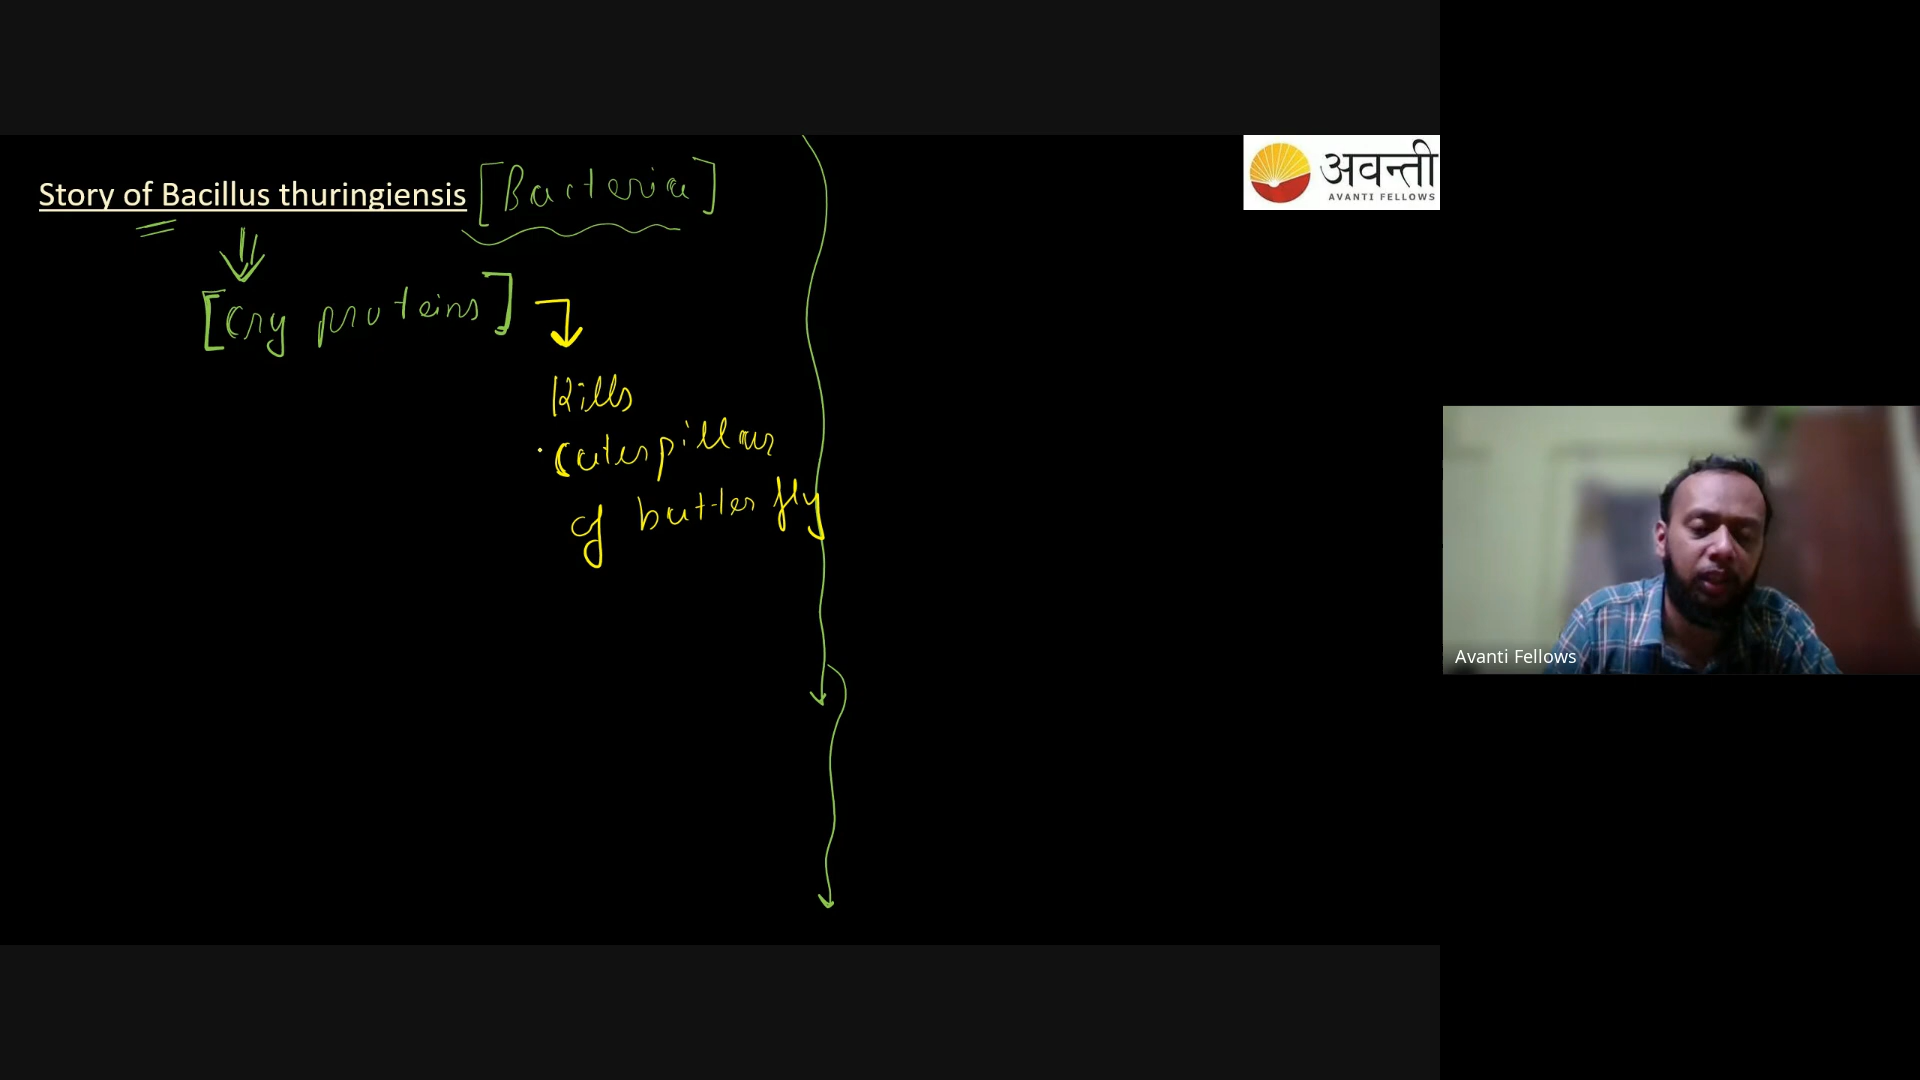 Story of Bacillus thuringiensis [Bacteria]
[Cry proteins]
Kills
Caterpillar
of butterfly
अवन्ती
AVANTI FELLOWS
Avanti Fellows